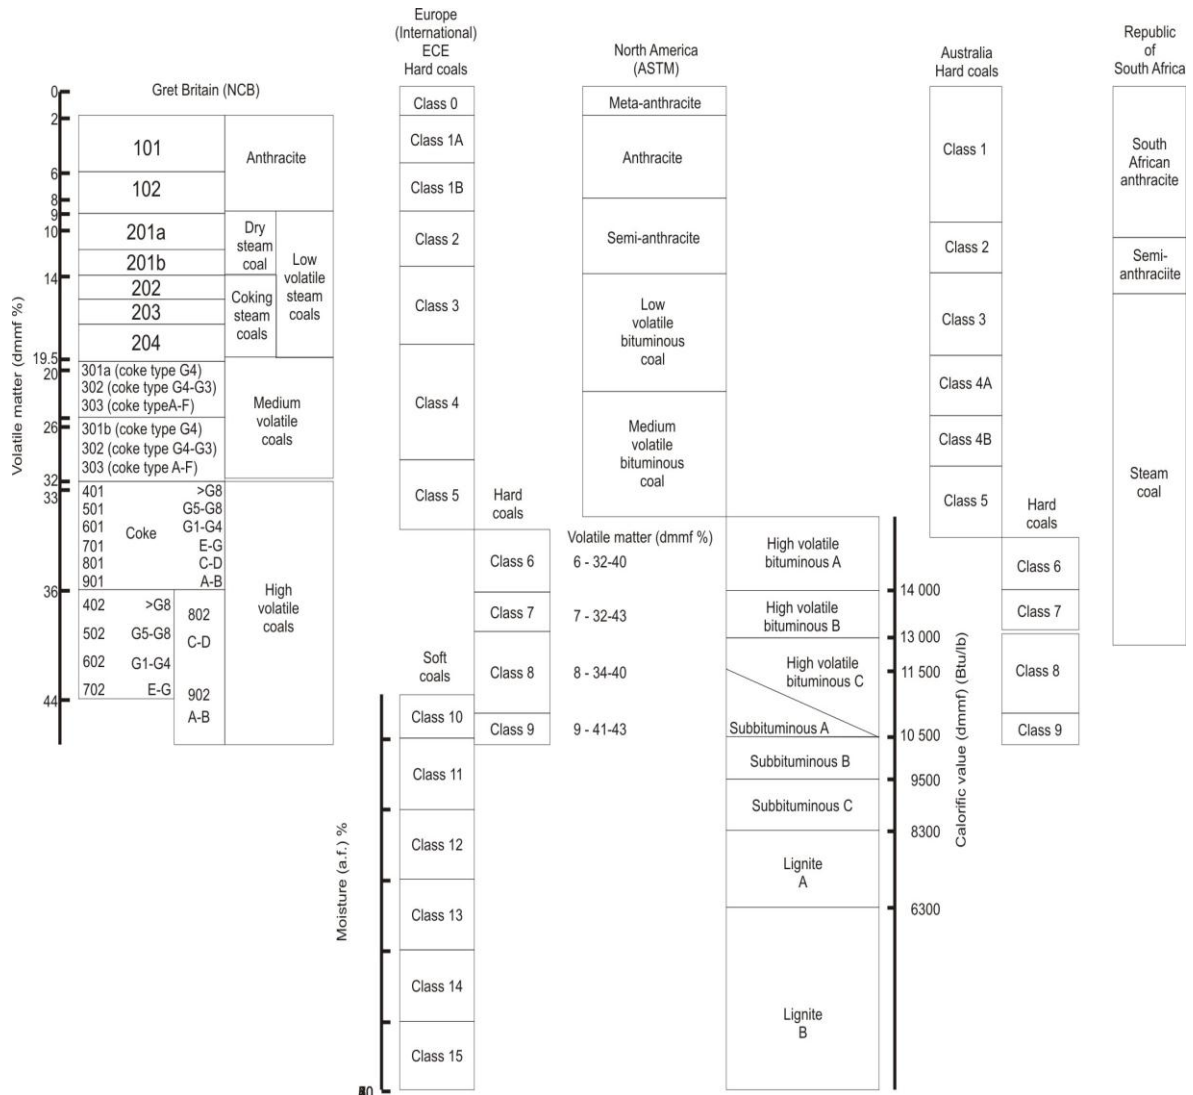 Europe
(International)
ECE
Hard coals
North America
(ASTM)
Australia
Hard coals
Republic
of
South Africa
Gret Britain (NCB)
Volatile matter (dmmf %)
0
2
6
8
9
10
14
19.5
20
26
32
33
36
44
101
102
201a
201b
202
203
204
301a (coke type G4)
302 (coke type G4-G3)
303 (coke typeA-F)
301b (coke type G4)
302 (coke type G4-G3)
303 (coke type A-F)
401 >G8
501 G5-G8
601 Coke G1-G4
701 E-G
801 C-D
901 A-B
402 >G8
502 G5-G8
602 G1-G4
702 E-G
802
C-D
902
A-B
Anthracite
Dry
steam
coal
Coking
steam
coals
Low
volatile
steam
coals
Medium
volatile
coals
High
volatile
coals
Class 0
Class 1A
Class 1B
Class 2
Class 3
Class 4
Class 5
Hard
coals
Class 6
Class 7
Class 8
Class 9
Soft
coals
Class 10
Class 11
Class 12
Class 13
Class 14
Class 15
Moisture (a.f.) %
Volatile matter (dmmf %)
6 - 32-40
7 - 32-43
8 - 34-40
9 - 41-43
Meta-anthracite
Anthracite
Semi-anthracite
Low
volatile
bituminous
coal
Medium
volatile
bituminous
coal
High volatile
bituminous A
High volatile
bituminous B
High volatile
bituminous C
Subbituminous A
Subbituminous B
Subbituminous C
Lignite
A
Lignite
B
14 000
13 000
11 500
10 500
9500
8300
6300
Calorific value (dmmf) (Btu/lb)
Class 1
Class 2
Class 3
Class 4A
Class 4B
Class 5
Hard
coals
Class 6
Class 7
Class 8
Class 9
South
African
anthracite
Semi-
anthraciite
Steam
coal